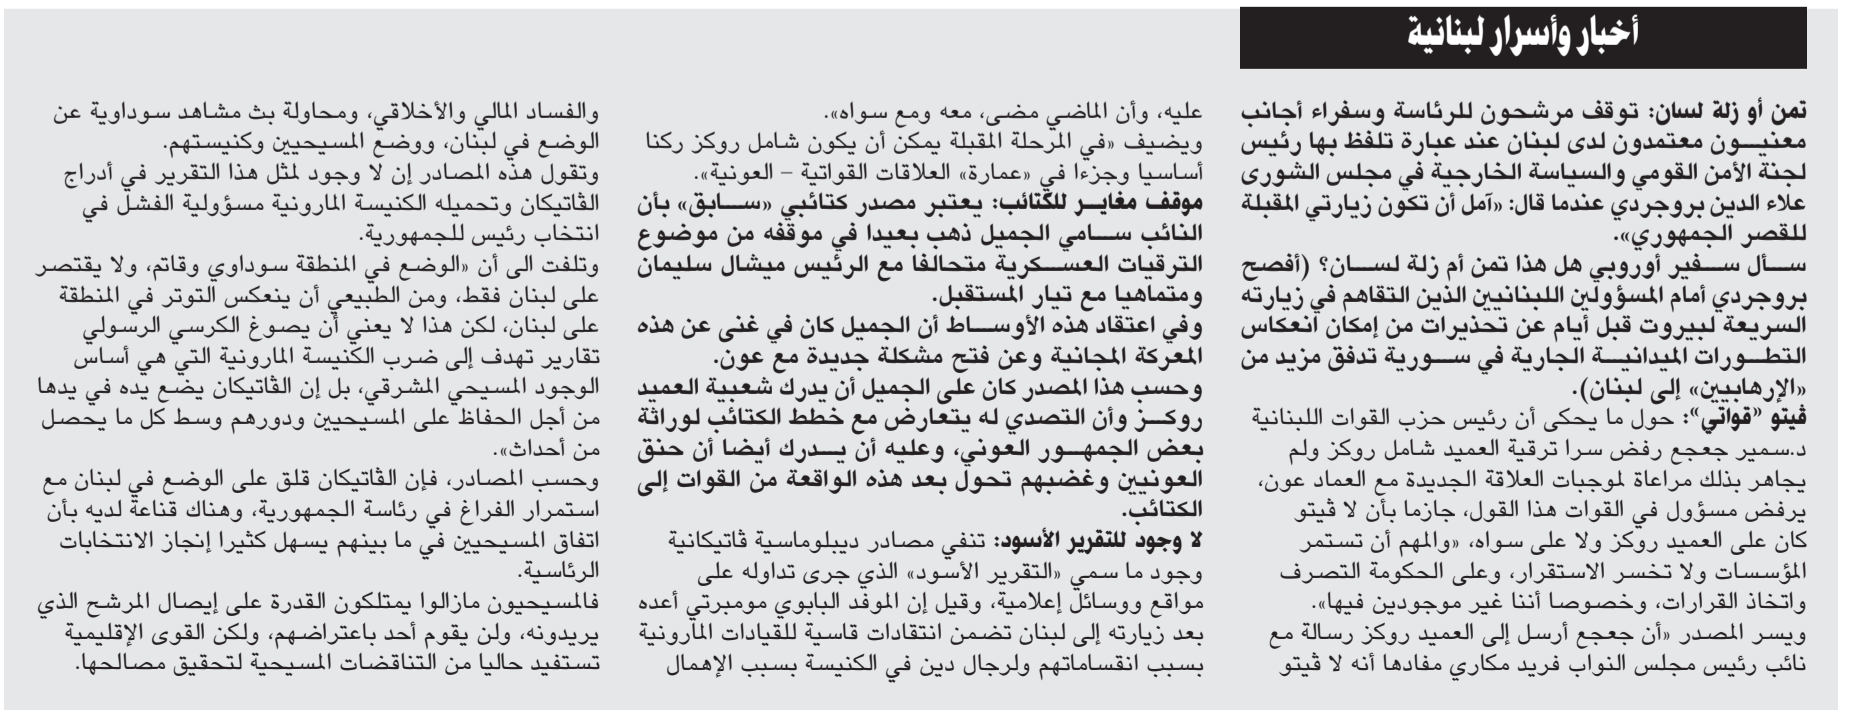 أخبار وأسرار لبنانية
تمن أو زلة لسان: توقف مرشحون للرئاسة وسفراء أجانب
معنيون معتمدون لدى لبنان عند عبارة تلفظ بها رئيس
لجنة الأمن القومي والسياسة الخارجية في مجلس الشورى
علاء الدين بروجردي عندما قال: «آمل أن تكون زيارتي المقبلة
للقصر الجمهوري».
سأل سفير أوروبي هل هذا تمن أم زلة لسان؟ (أفصح
بروجردي أمام المسؤولين اللبنانيين الذين التقاهم في زيارته
السريعة لبيروت قبل أيام عن تحذيرات من إمكان انعكاس
التطورات الميدانية الجارية في سورية تدفق مزيد من
«الإرهابيين» إلى لبنان).
ڤيتو «قواتي»: حول ما يحكى أن رئيس حزب القوات اللبنانية
د.سمير جعجع رفض سرا ترقية العميد شامل روكز ولم
يجاهر بذلك مراعاة لموجبات العلاقة الجديدة مع العماد عون،
يرفض مسؤول في القوات هذا القول، جازما بأن لا ڤيتو
كان على العميد روكز ولا على سواه، «والمهم أن تستمر
المؤسسات ولا تخسر الاستقرار، وعلى الحكومة التصرف
واتخاذ القرارات، وخصوصا أننا غير موجودين فيها».
ويسر المصدر «أن جعجع أرسل إلى العميد روكز رسالة مع
نائب رئيس مجلس النواب فريد مكاري مفادها أنه لا ڤيتو
عليه، وأن الماضي مضى، معه ومع سواه».
ويضيف «في المرحلة المقبلة يمكن أن يكون شامل روكز ركنا
أساسيا وجزءا في «عمارة» العلاقات القواتية – العونية».
موقف مغاير للكتائب: يعتبر مصدر كتائبي «سابق» بأن
النائب سامي الجميل ذهب بعيدا في موقفه من موضوع
الترقيات العسكرية متحالفا مع الرئيس ميشال سليمان
ومتماهيا مع تيار المستقبل.
وفي اعتقاد هذه الأوساط أن الجميل كان في غنى عن هذه
المعركة المجانية وعن فتح مشكلة جديدة مع عون.
وحسب هذا المصدر كان على الجميل أن يدرك شعبية العميد
روكز وأن التصدي له يتعارض مع خطط الكتائب لوراثة
بعض الجمهور العوني، وعليه أن يدرك أيضا أن حنق
العونيين وغضبهم تحول بعد هذه الواقعة من القوات إلى
الكتائب.
لا وجود للتقرير الأسود: تنفي مصادر ديبلوماسية ڤاتيكانية
وجود ما سمي «التقرير الأسود» الذي جرى تداوله على
مواقع ووسائل إعلامية، وقيل إن الموفد البابوي مومبرتي أعده
بعد زيارته إلى لبنان تضمن انتقادات قاسية للقيادات المارونية
بسبب انقساماتهم ولرجال دين في الكنيسة بسبب الإهمال
والفساد المالي والأخلاقي، ومحاولة بث مشاهد سوداوية عن
الوضع في لبنان، ووضع المسيحيين وكنيستهم.
وتقول هذه المصادر إن لا وجود لمثل هذا التقرير في أدراج
الڤاتيكان وتحميله الكنيسة المارونية مسؤولية الفشل في
انتخاب رئيس للجمهورية.
وتلفت الى أن «الوضع في المنطقة سوداوي وقاتم، ولا يقتصر
على لبنان فقط، ومن الطبيعي أن ينعكس التوتر في المنطقة
على لبنان، لكن هذا لا يعني أن يصوغ الكرسي الرسولي
تقارير تهدف إلى ضرب الكنيسة المارونية التي هي أساس
الوجود المسيحي المشرقي، بل إن الڤاتيكان يضع يده في يدها
من أجل الحفاظ على المسيحيين ودورهم وسط كل ما يحصل
من أحداث».
وحسب المصادر، فإن الڤاتيكان قلق على الوضع في لبنان مع
استمرار الفراغ في رئاسة الجمهورية، وهناك قناعة لديه بأن
اتفاق المسيحيين في ما بينهم يسهل كثيرا إنجاز الانتخابات
الرئاسية.
فالمسيحيون مازالوا يمتلكون القدرة على إيصال المرشح الذي
يريدونه، ولن يقوم أحد باعتراضهم، ولكن القوى الإقليمية
تستفيد حاليا من التناقضات المسيحية لتحقيق مصالحها.